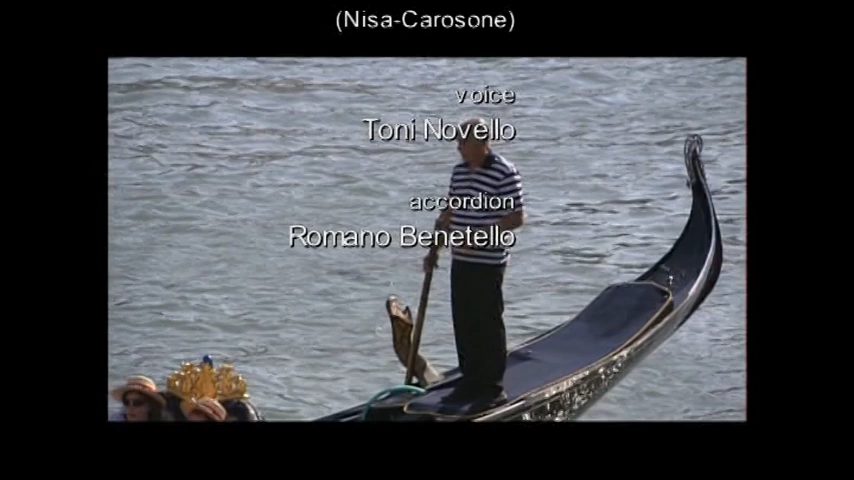 (Nisa-Carosone)
voice
Toni Novello
accordion
Romano Benetello